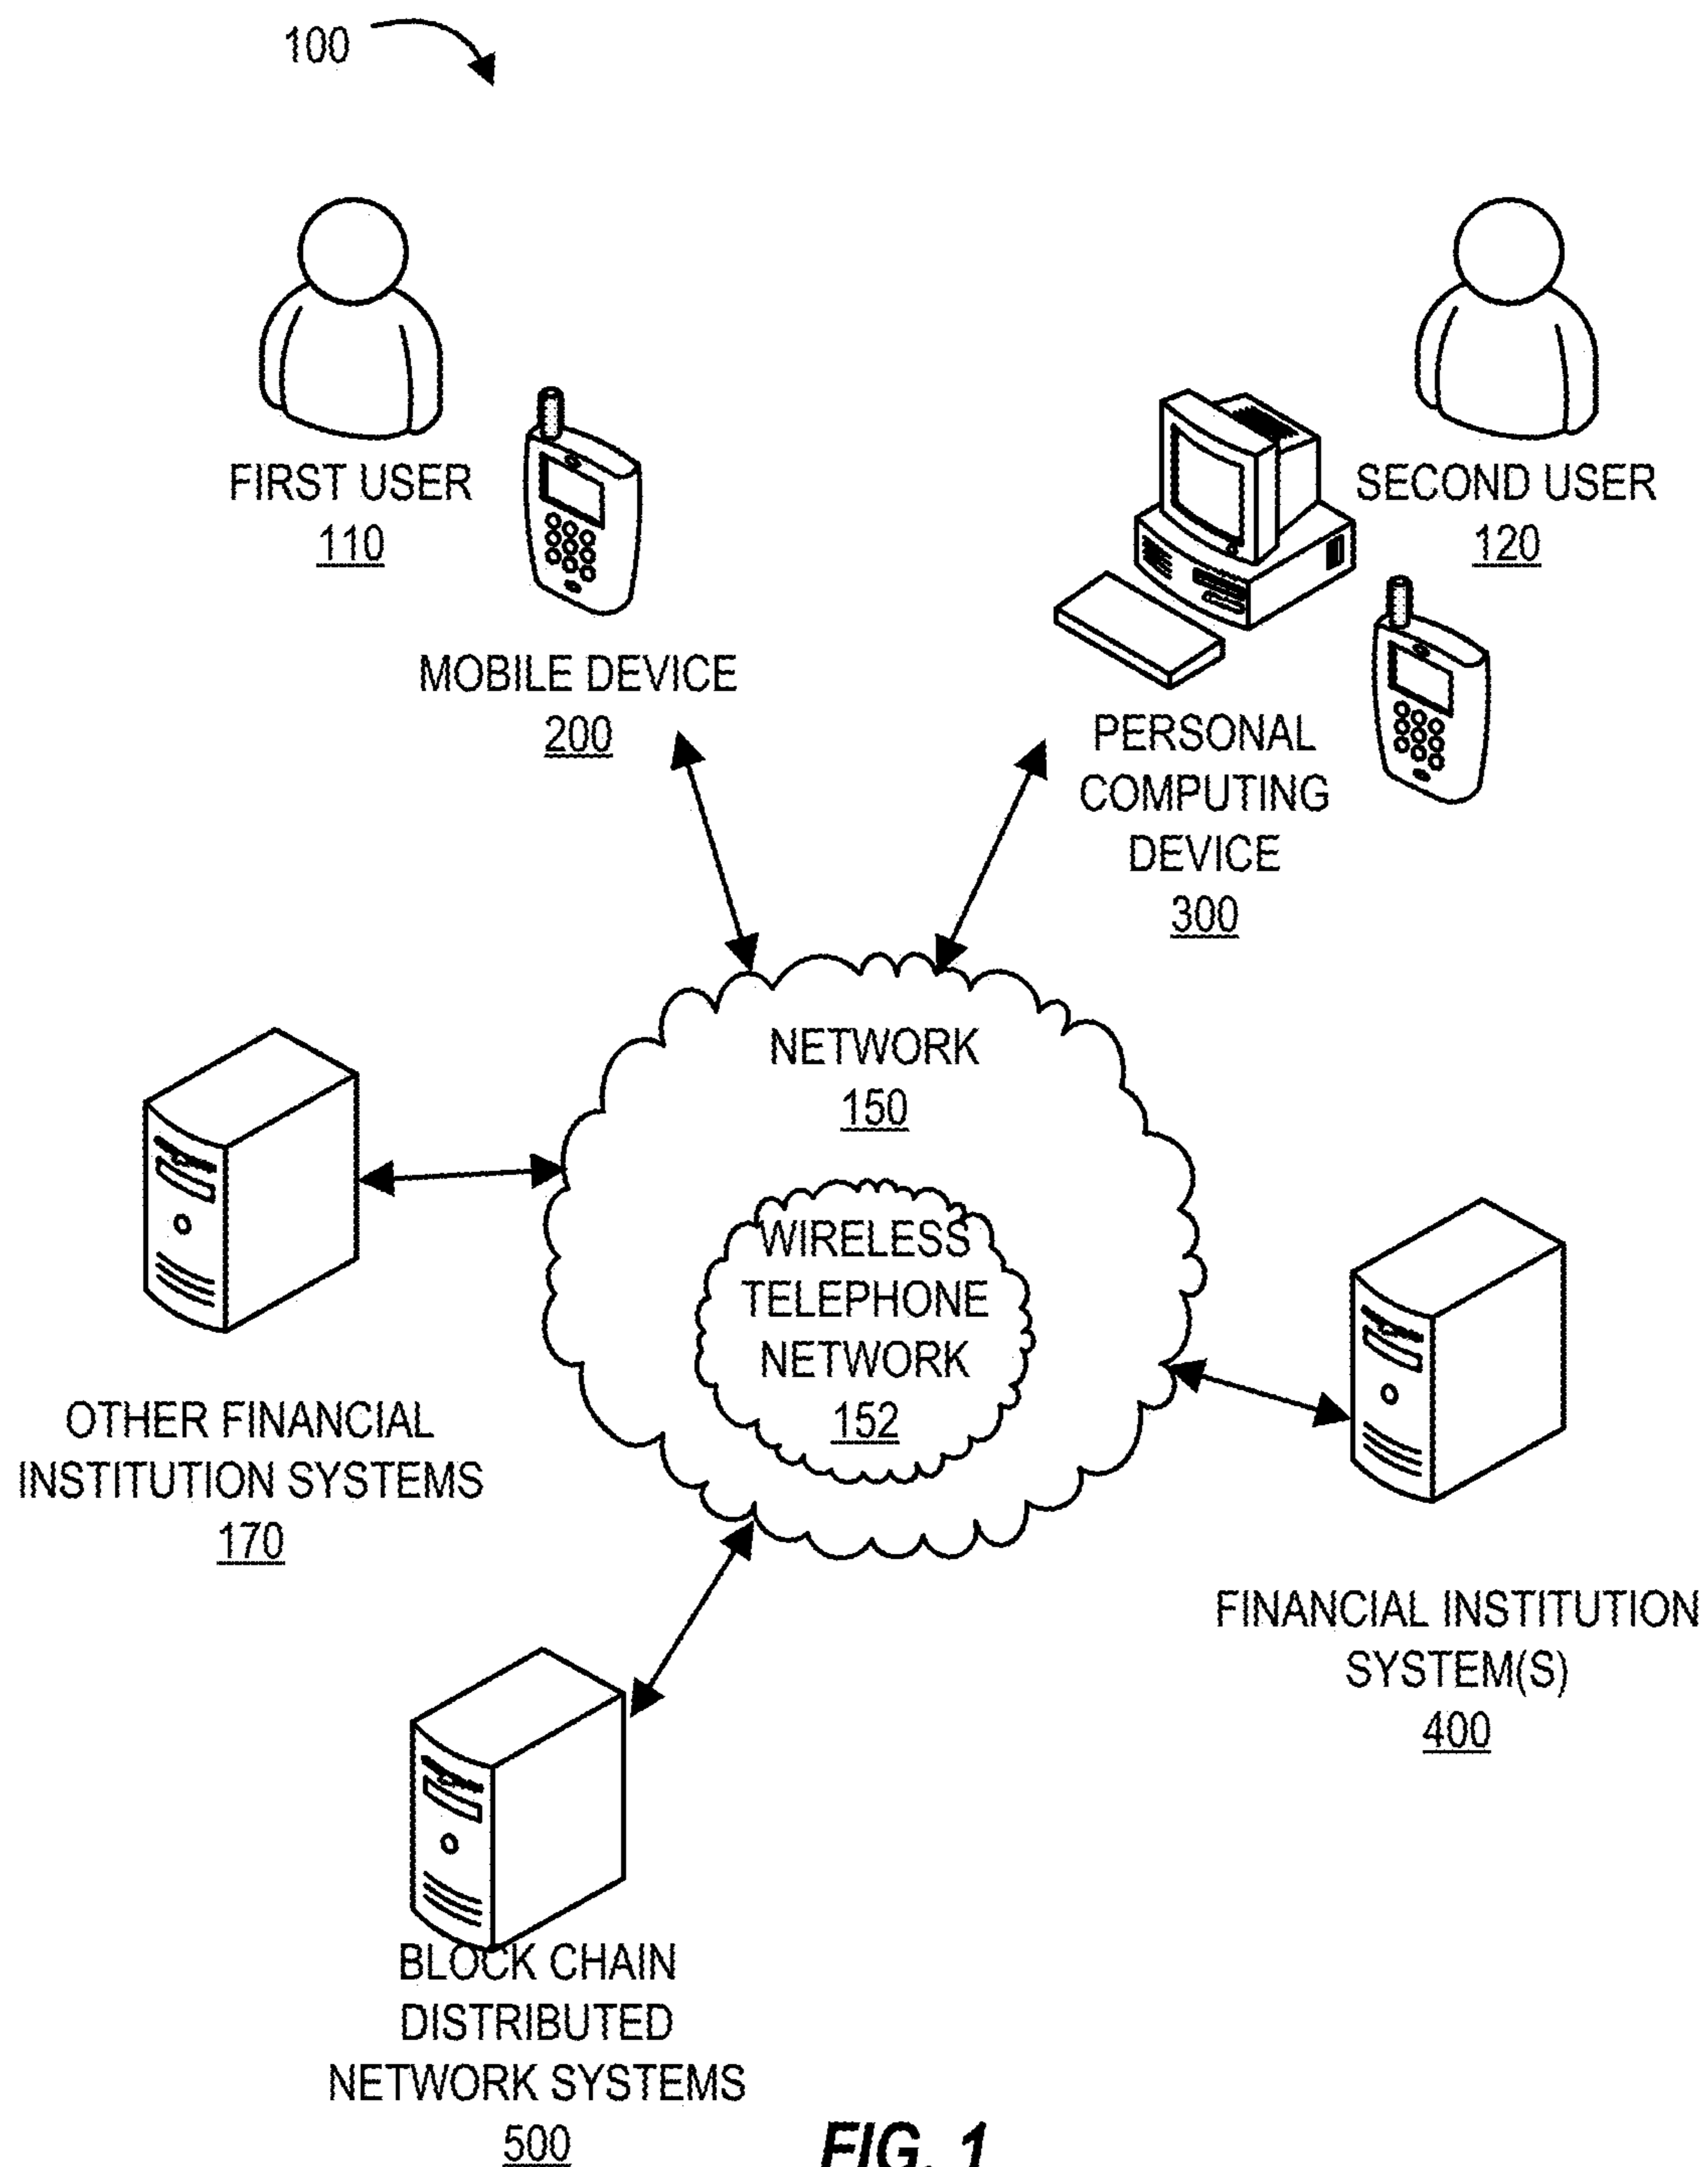 100
FIRST USER
110
SECOND USER
120
MOBILE DEVICE
200
PERSONAL
COMPUTING
DEVICE
300
NETWORK
150
WIRELESS
TELEPHONE
NETWORK
152
OTHER FINANCIAL
INSTITUTION SYSTEMS
170
FINANCIAL INSTITUTION
SYSTEM(S)
400
BLOCK CHAIN
DISTRIBUTED
NETWORK SYSTEMS
500
FIG. 1